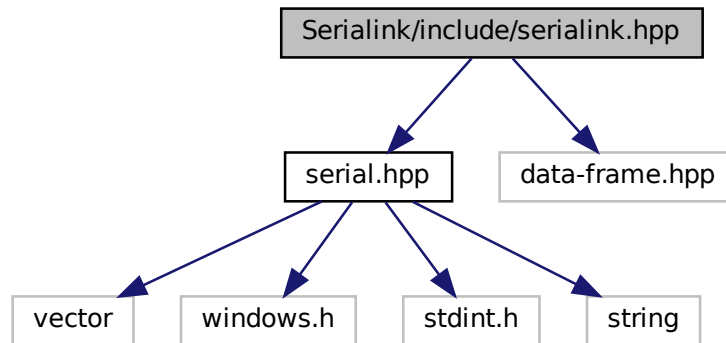 Serialink/include/serialink.hpp
serial.hpp
data-frame.hpp
vector
windows.h
stdint.h
string